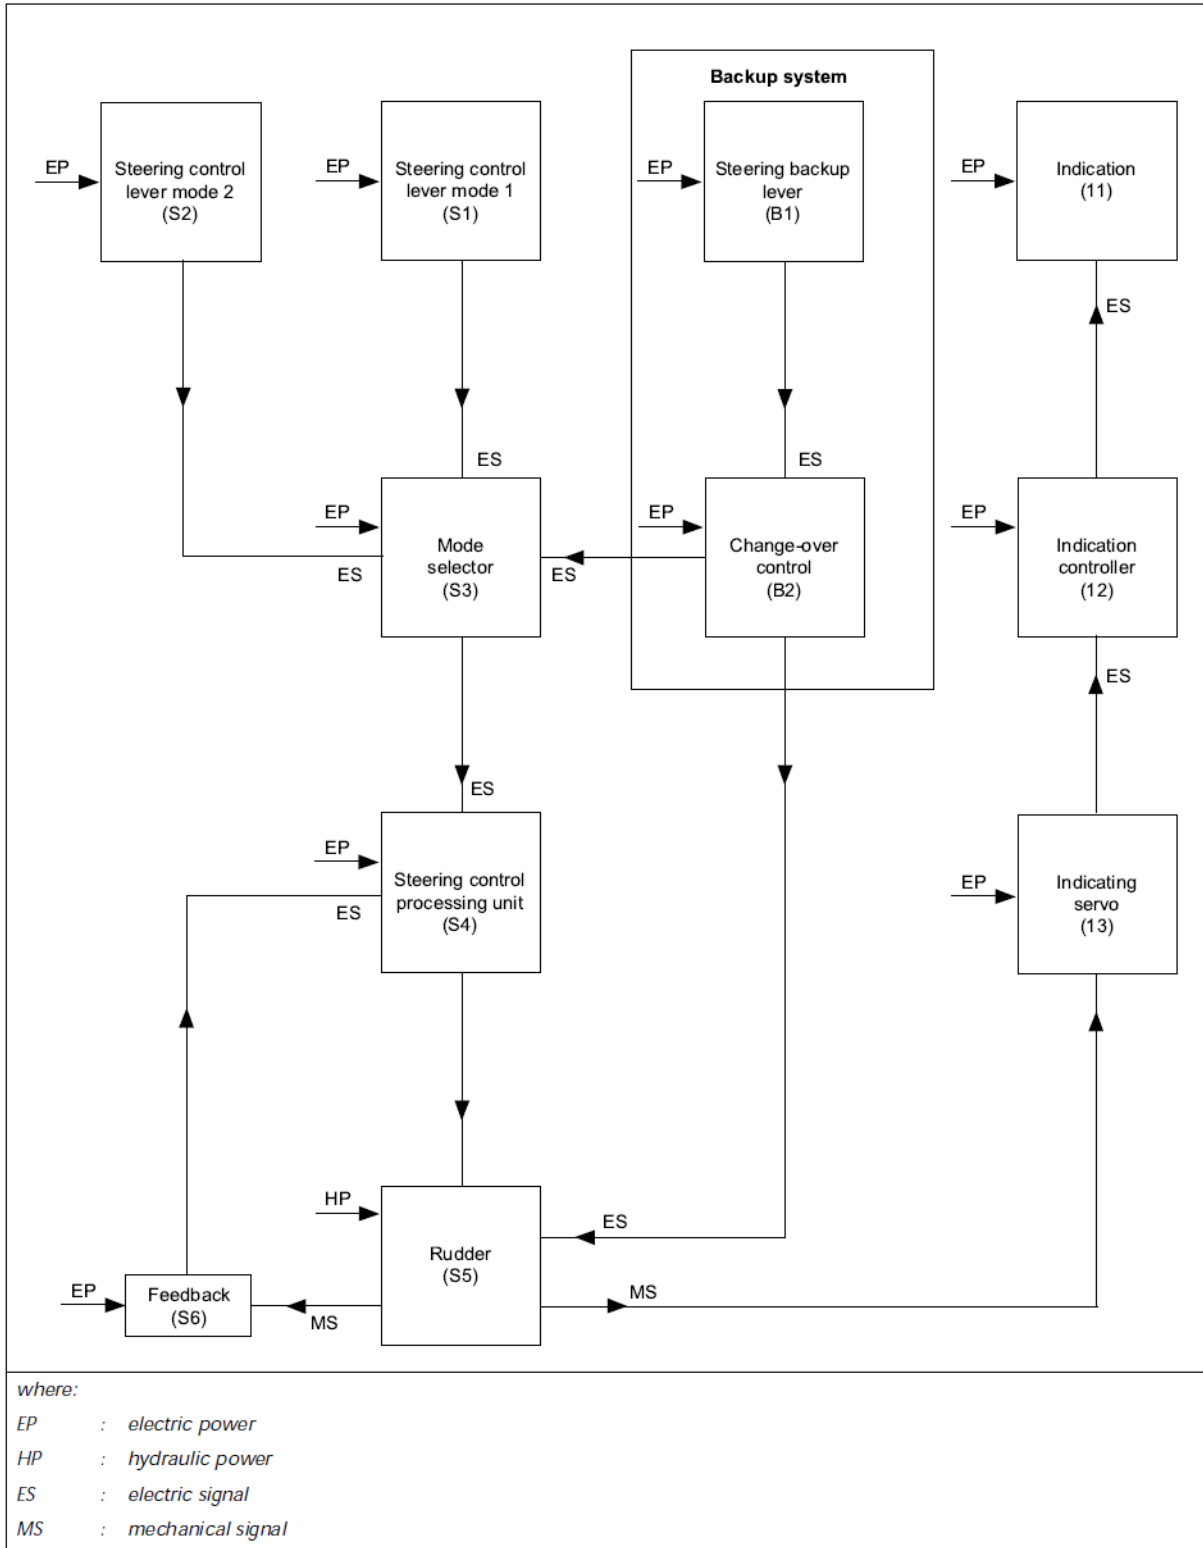 Backup system
EP
Steering control
lever mode 2
(S2)
EP
Steering control
lever mode 1
(S1)
EP
Steering backup
lever
(B1)
EP
Indication
(11)
ES
ES
ES
EP
Mode
selector
(S3)
ES
ES
EP
Change-over
control
(B2)
EP
Indication
controller
(12)
ES
ES
EP
Steering control
processing unit
(S4)
ES
EP
Indicating
servo
(13)
HP
Rudder
(S5)
ES
MS
EP
Feedback
(S6)
MS
where:
EP : electric power
HP : hydraulic power
ES : electric signal
MS : mechanical signal